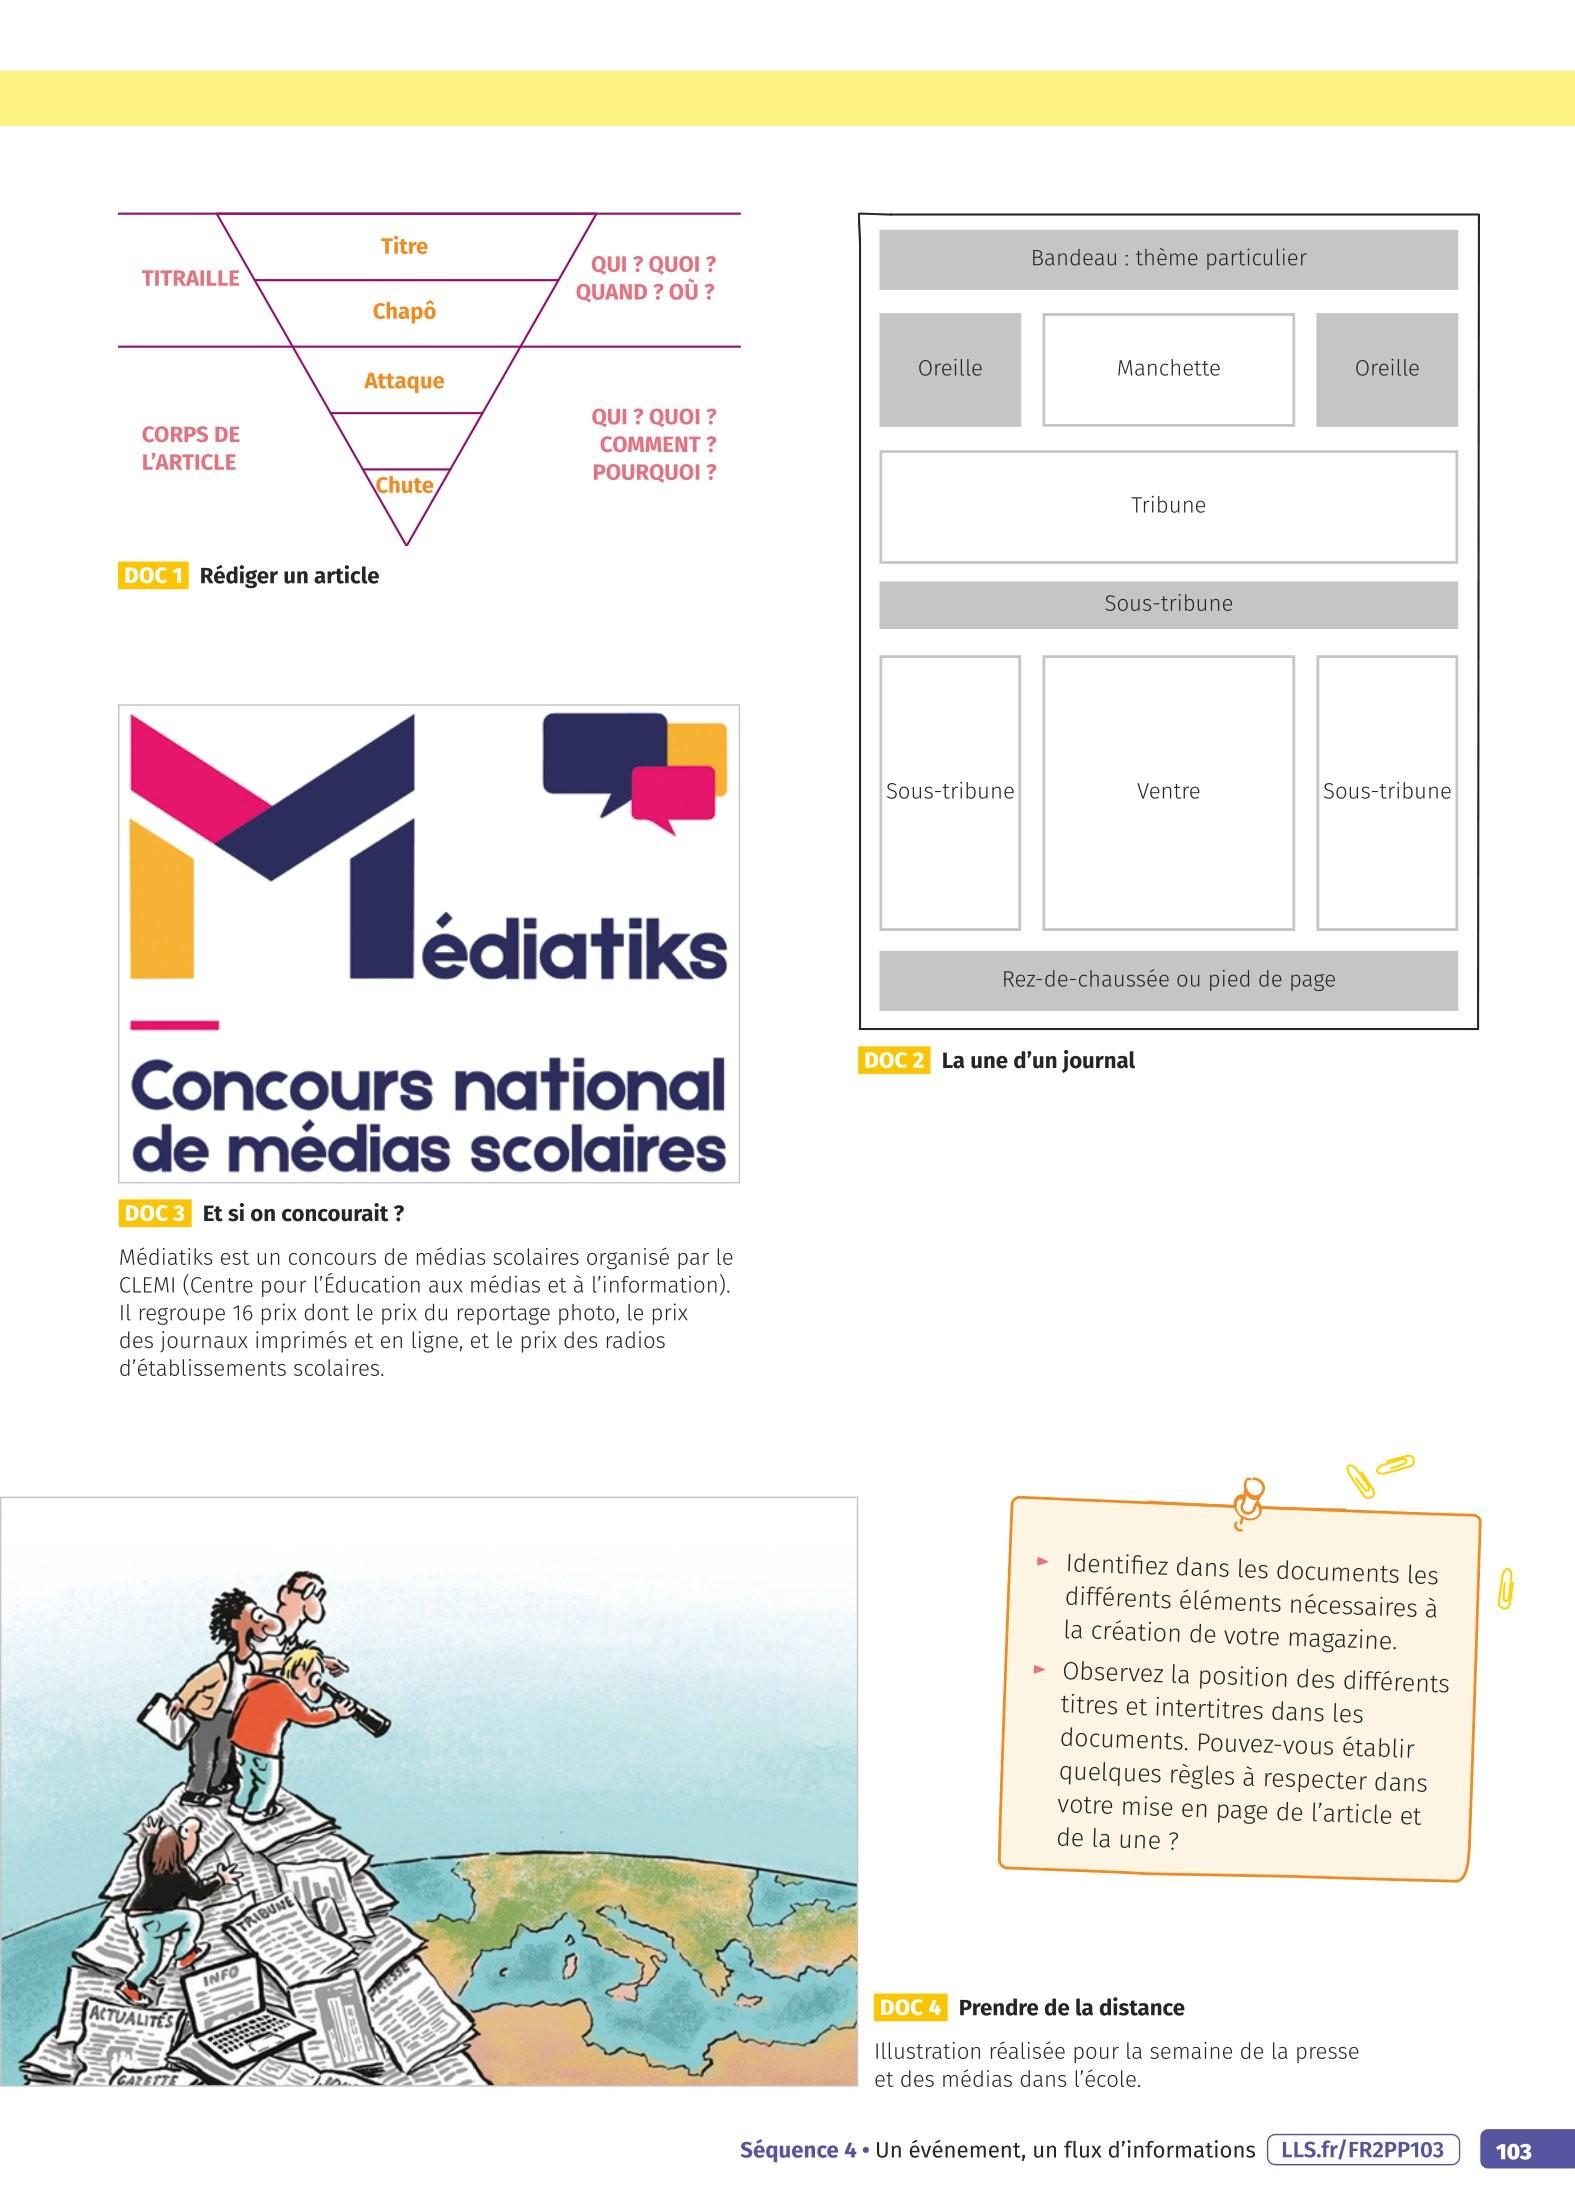 Titre
TITRAILLE
QUI ? QUOI ?
QUAND ? OÙ ?
Chapô
Attaque
CORPS DE
L'ARTICLE
QUI ? QUOI ?
COMMENT ?
POURQUOI ?
Chute
DOC 1 Rédiger un article
Bandeau : thème particulier
Oreille
Manchette
Oreille
Tribune
Sous-tribune
Sous-tribune
Ventre
Sous-tribune
Rez-de-chaussée ou pied de page
DOC 2 La une d'un journal
Médiatiks
Concours national
de médias scolaires
DOC 3 Et si on concourait ?
Médiatiks est un concours de médias scolaires organisé par le
CLEMI (Centre pour l'Éducation aux médias et à l'information).
Il regroupe 16 prix dont le prix du reportage photo, le prix
des journaux imprimés et en ligne, et le prix des radios
d'établissements scolaires.
► Identifiez dans les documents les
différents éléments nécessaires à
la création de votre magazine.
► Observez la position des différents
titres et intertitres dans les
documents. Pouvez-vous établir
quelques règles à respecter dans
votre mise en page de l'article et
de la une ?
TRIBUNE
INFO
PRESSE
ACTUALITÉS
GAZETTE
DOC 4 Prendre de la distance
Illustration réalisée pour la semaine de la presse
et des médias dans l'école.
Séquence 4 • Un événement, un flux d'informations LLS.fr/FR2PP103 103